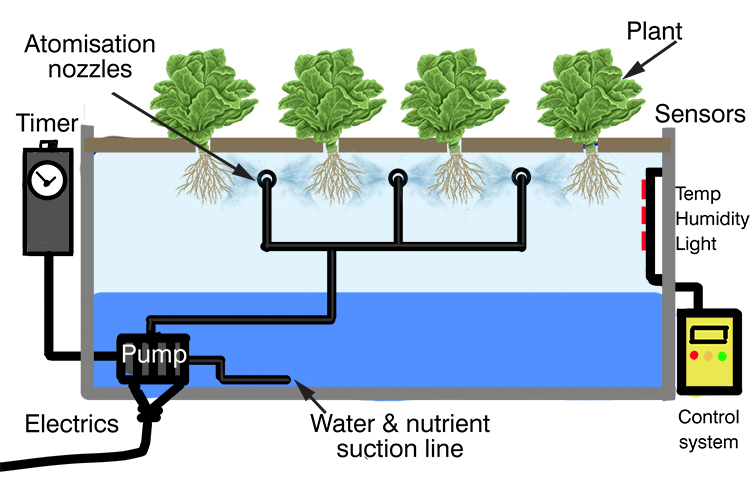 Atomisation
nozzles
Plant
Timer
Sensors
Temp
Humidity
Light
Pump
Electrics
Water & nutrient
suction line
Control
system